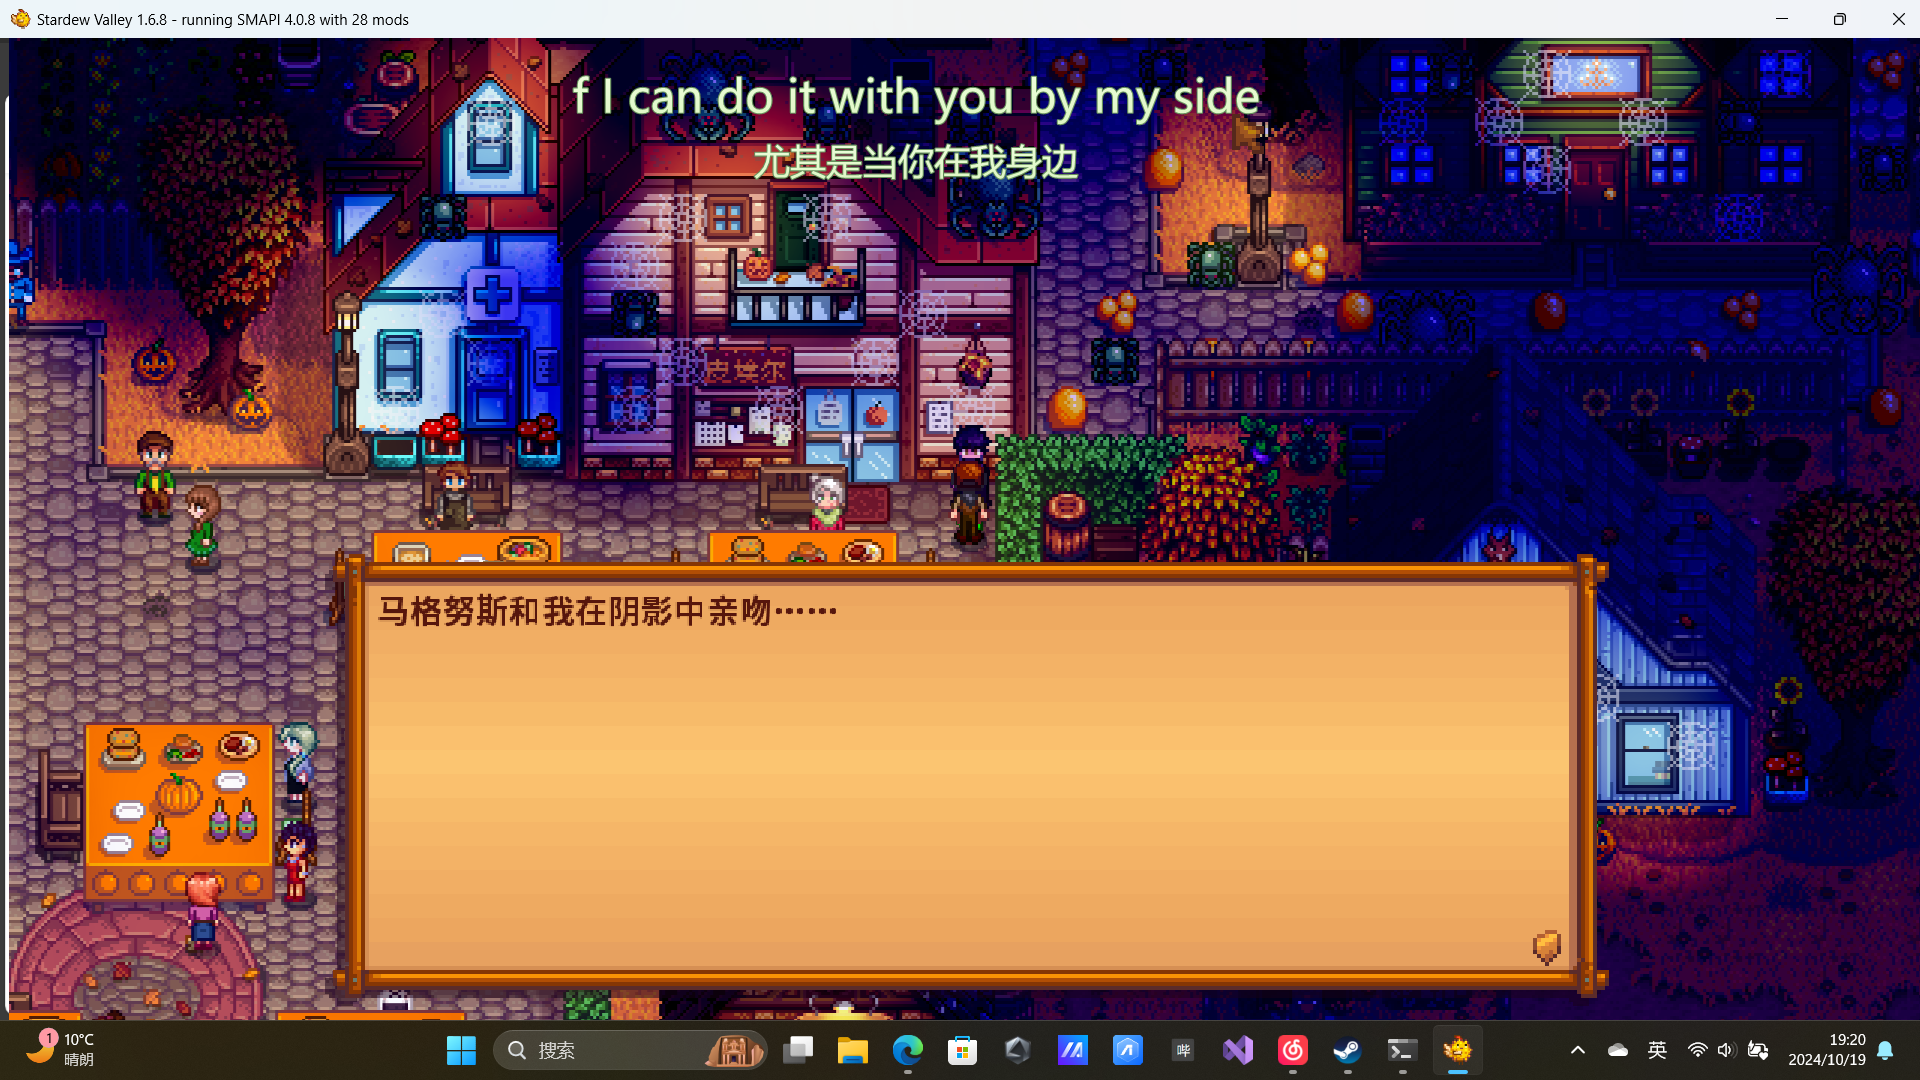 Stardew Valley 1.6.8 - running SMAPI 4.0.8 with 28 mods
f I can do it with you by my side
尤其是当你在我身边
皮埃尔
马格努斯和我在阴影中亲吻……
1
10°C
晴朗
搜索
哔
英
19:20
2024/10/19